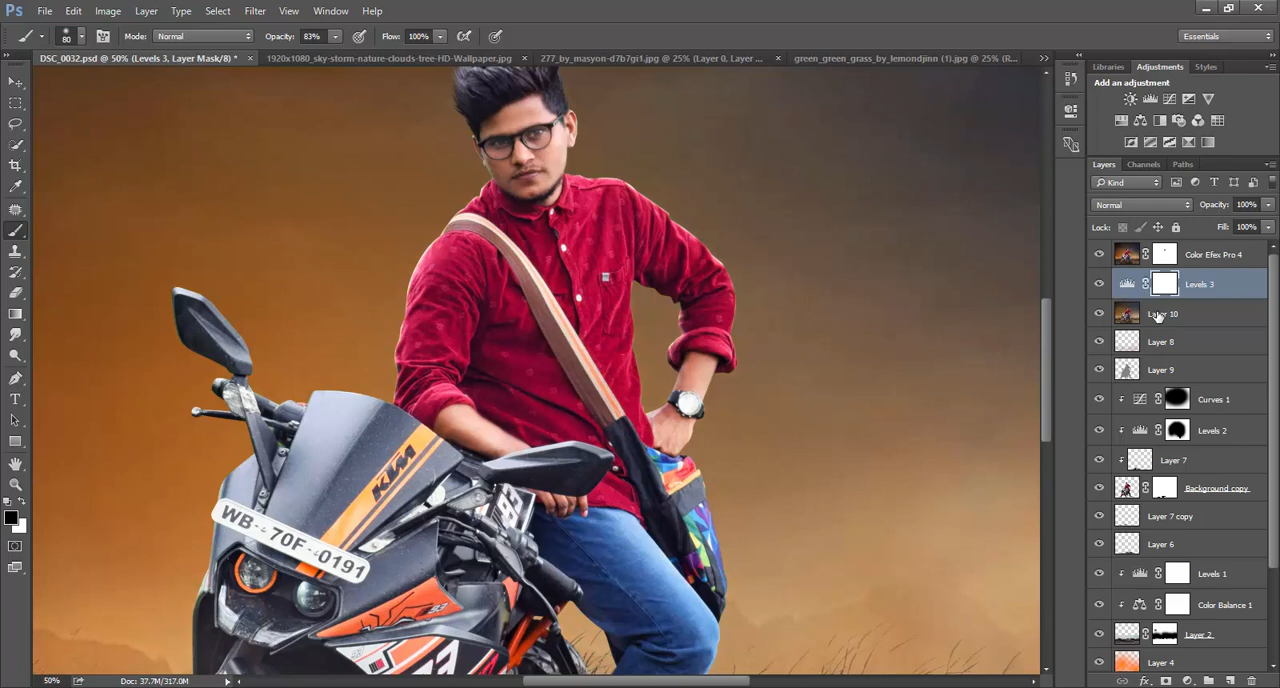 Ps File Edit Image Layer Type Select Filter View Window Help
80 Mode: Normal Opacity: 83% Flow: 100% Essentials
DSC_0032.psd @ 50% (Levels 3, Layer Mask/8) * × 1920x1080_sky-storm-nature-clouds-tree-HD-Wallpaper.jpg × 277_by_masyon-d7b7gi1.jpg @ 25% (Layer 0, Layer ... × green_green_grass_by_lemondjinn (1).jpg @ 25% (R...
Libraries Adjustments Styles
Add an adjustment
Layers Channels Paths
Kind
Normal Opacity: 100%
Lock: Fill: 100%
Color Efex Pro 4
Levels 3
Layer 10
Layer 8
Layer 9
Curves 1
Levels 2
Layer 7
Background copy
Layer 7 copy
Layer 6
Levels 1
Color Balance 1
Layer 2
Layer 4
KTM
WB-70F-0191
50% Doc: 37.7M/317.0M